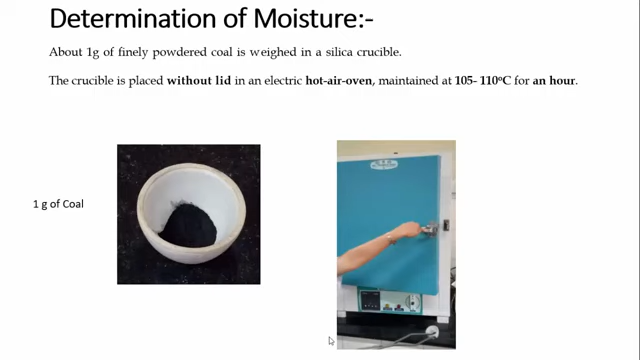 Determination of Moisture:-
About 1g of finely powdered coal is weighed in a silica crucible.
The crucible is placed without lid in an electric hot-air-oven, maintained at 105- 110⁰C for an hour.
1 g of Coal